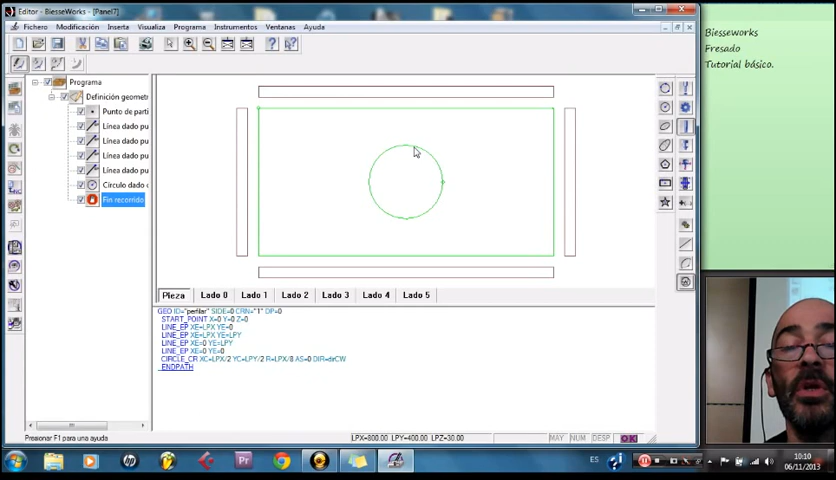 Editor - BiesseWorks - [Panel7]
Fichero Modificación Inserta Visualiza Programa Instrumentos Ventanas Ayuda
Programa
Definición geometr
Punto de parti
Línea dado pu
Línea dado pu
Línea dado pu
Línea dado pu
Círculo dado c
Fin recorrido
Pieza Lado 0 Lado 1 Lado 2 Lado 3 Lado 4 Lado 5
GEO ID="perfilar" SIDE=0 CRN="1" DP=0
START_POINT X=0 Y=0 Z=0
LINE_EP XE=LPX YE=0
LINE_EP XE=LPX YE=LPY
LINE_EP XE=0 YE=LPY
LINE_EP XE=0 YE=0
CIRCLE_CR XC=LPX/2 YC=LPY/2 R=LPX/8 AS=0 DIR=dirCW
ENDPATH
Presionar F1 para una ayuda
LPX=800.00 LPY=400.00 LPZ=30.00
MAY NUM DESP
Biesseworks
Fresado
Tutorial básico.
hp
Pr
ES
10:10
06/11/2013